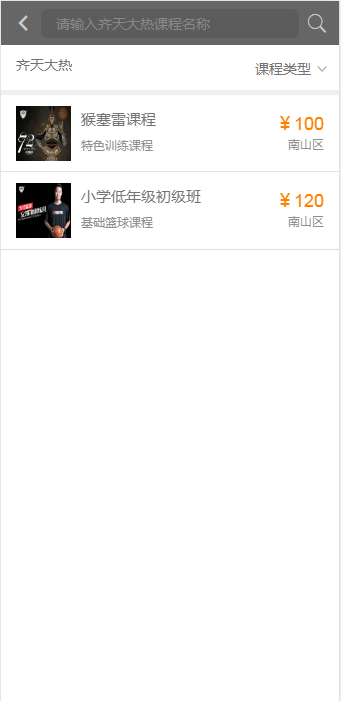 请输入齐天大热课程名称
齐天大热
课程类型
猴塞雷课程
¥ 100
特色训练课程
南山区
72
小学低年级初级班
¥ 120
基础篮球课程
南山区